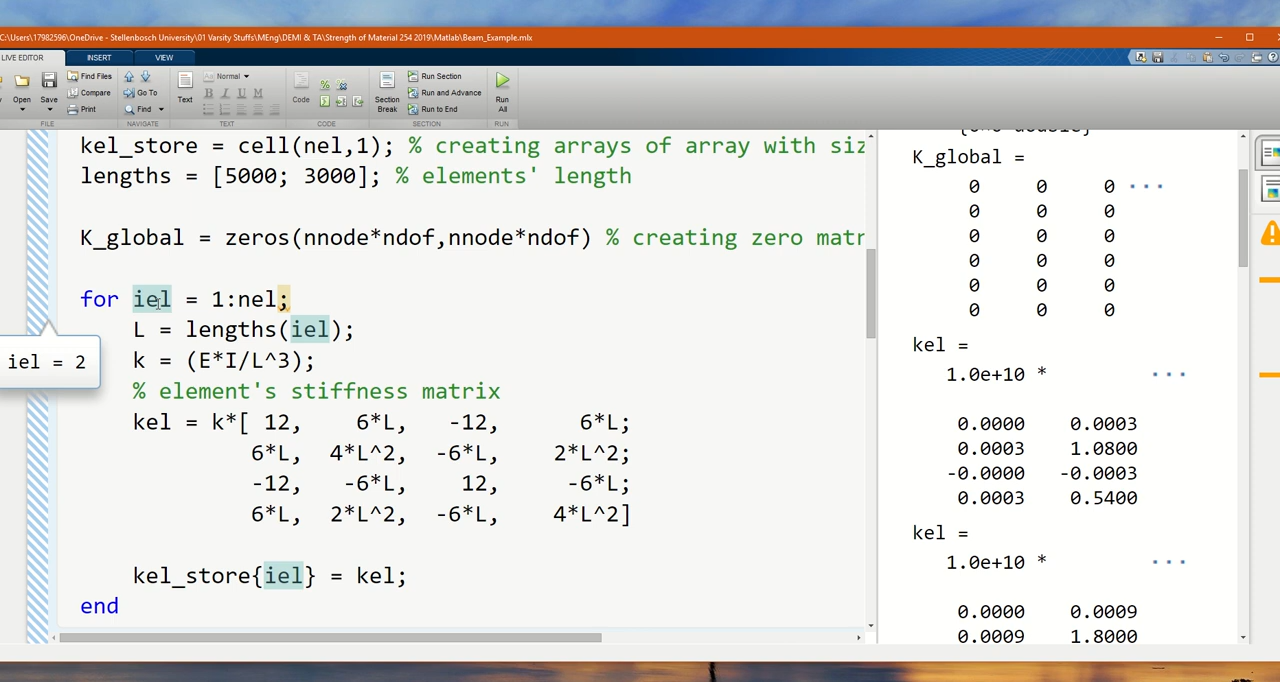 C:\Users\17982596\OneDrive - Stellenbosch University\01 Varsity Stuffs\MEng\DEMI & TA\Strength of Material 254 2019\Matlab\Beam_Example.mlx
LIVE EDITOR INSERT VIEW
Find Files Normal Run Section
Open Save Compare Go To Text B I U M Code Section Break Run and Advance Run All
Print Find Run to End
FILE NAVIGATE TEXT CODE SECTION RUN
kel_store = cell(nel,1); % creating arrays of array with siz
lengths = [5000; 3000]; % elements' length
K_global = zeros(nnode*ndof,nnode*ndof) % creating zero matr
for iel = 1:nel;
L = lengths(iel);
iel = 2
k = (E*I/L^3);
% element's stiffness matrix
kel = k*[ 12, 6*L, -12, 6*L;
6*L, 4*L^2, -6*L, 2*L^2;
-12, -6*L, 12, -6*L;
6*L, 2*L^2, -6*L, 4*L^2]
kel_store{iel} = kel;
end
K_global =
0 0 0 ...
0 0 0
0 0 0
0 0 0
0 0 0
0 0 0
kel =
1.0e+10 * ...
0.0000 0.0003
0.0003 1.0800
-0.0000 -0.0003
0.0003 0.5400
kel =
1.0e+10 * ...
0.0000 0.0009
0.0009 1.8000